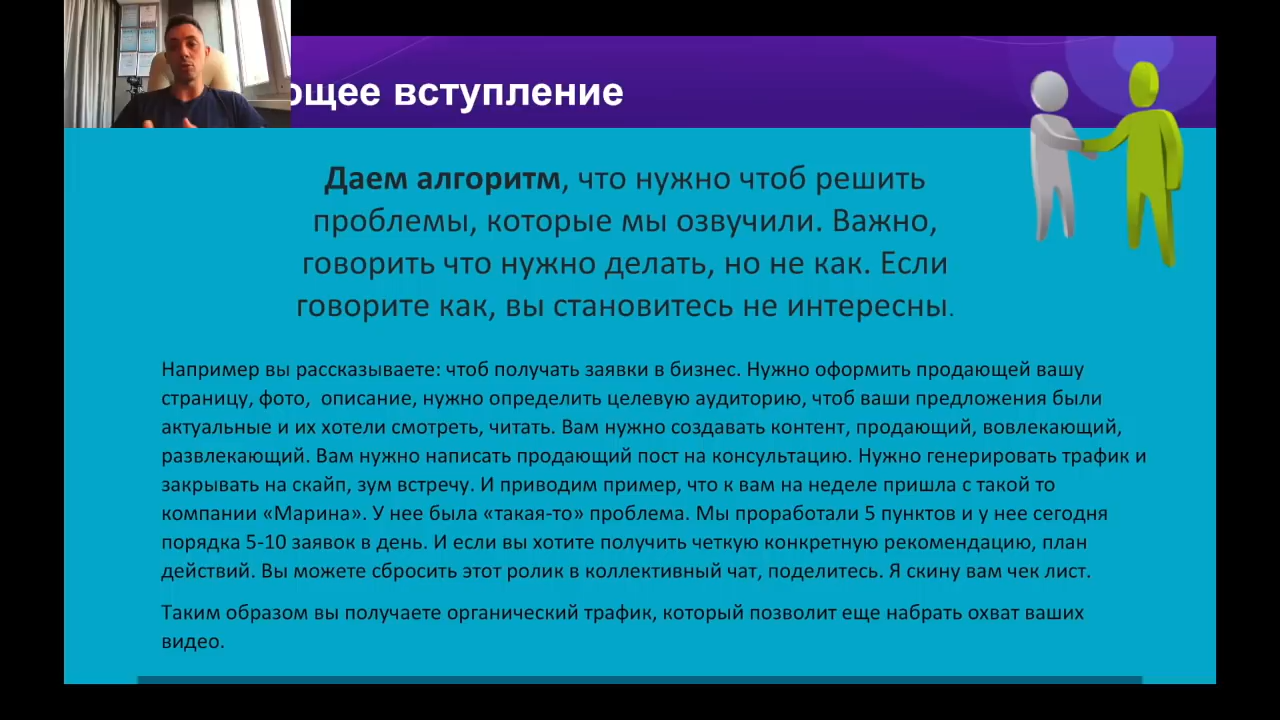 ощее вступление
Даем алгоритм, что нужно чтоб решить
проблемы, которые мы озвучили. Важно,
говорить что нужно делать, но не как. Если
говорите как, вы становитесь не интересны.
Например вы рассказываете: чтоб получать заявки в бизнес. Нужно оформить продающей вашу
страницу, фото,  описание, нужно определить целевую аудиторию, чтоб ваши предложения были
актуальные и их хотели смотреть, читать. Вам нужно создавать контент, продающий, вовлекающий,
развлекающий. Вам нужно написать продающий пост на консультацию. Нужно генерировать трафик и
закрывать на скайп, зум встречу. И приводим пример, что к вам на неделе пришла с такой то
компании «Марина». У нее была «такая-то» проблема. Мы проработали 5 пунктов и у нее сегодня
порядка 5-10 заявок в день. И если вы хотите получить четкую конкретную рекомендацию, план
действий. Вы можете сбросить этот ролик в коллективный чат, поделитесь. Я скину вам чек лист.
Таким образом вы получаете органический трафик, который позволит еще набрать охват ваших
видео.